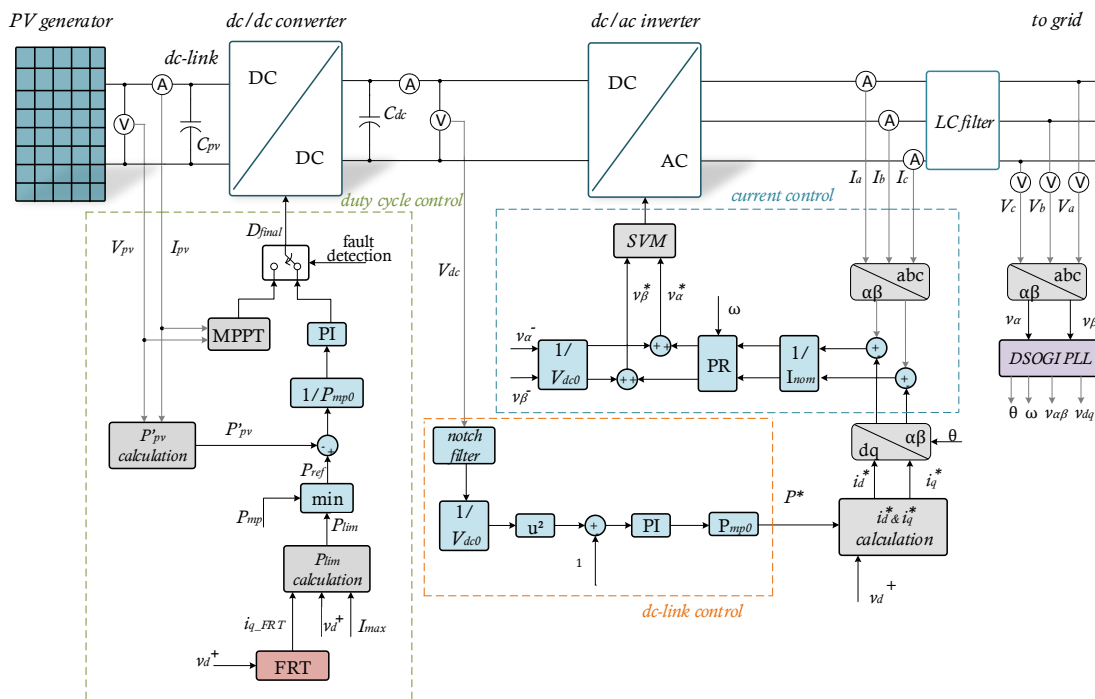 PV generator
dc/dc converter
dc/ac inverter
to grid
dc-link
DC
DC
DC
AC
A
V
Cpv
A
Cdc
V
A
A
A
LC filter
V
V
V
Ia
Ib
Ic
Vc
Vb
Va
duty cycle control
current control
Vpv
Ipv
Dfinal
fault
detection
Vdc
SVM
vβ*
vα*
abc
αβ
abc
αβ
vα
vβ
MPPT
PI
ω
vα-
vβ-
1/
Vdc0
++
++
PR
1/
Inom
+-
+-
DSOGI PLL
θ
ω
vαβ
vdq
1/Pmp0
P'pv
calculation
P'pv
-+
Pref
notch
filter
αβ
dq
θ
Pmp
min
Plim
id*
iq*
1/
Vdc0
u²
+-
PI
Pmp0
P*
id* & iq*
calculation
1
Plim
calculation
vd+
dc-link control
iq_FRT
vd+
Imax
vd+
FRT